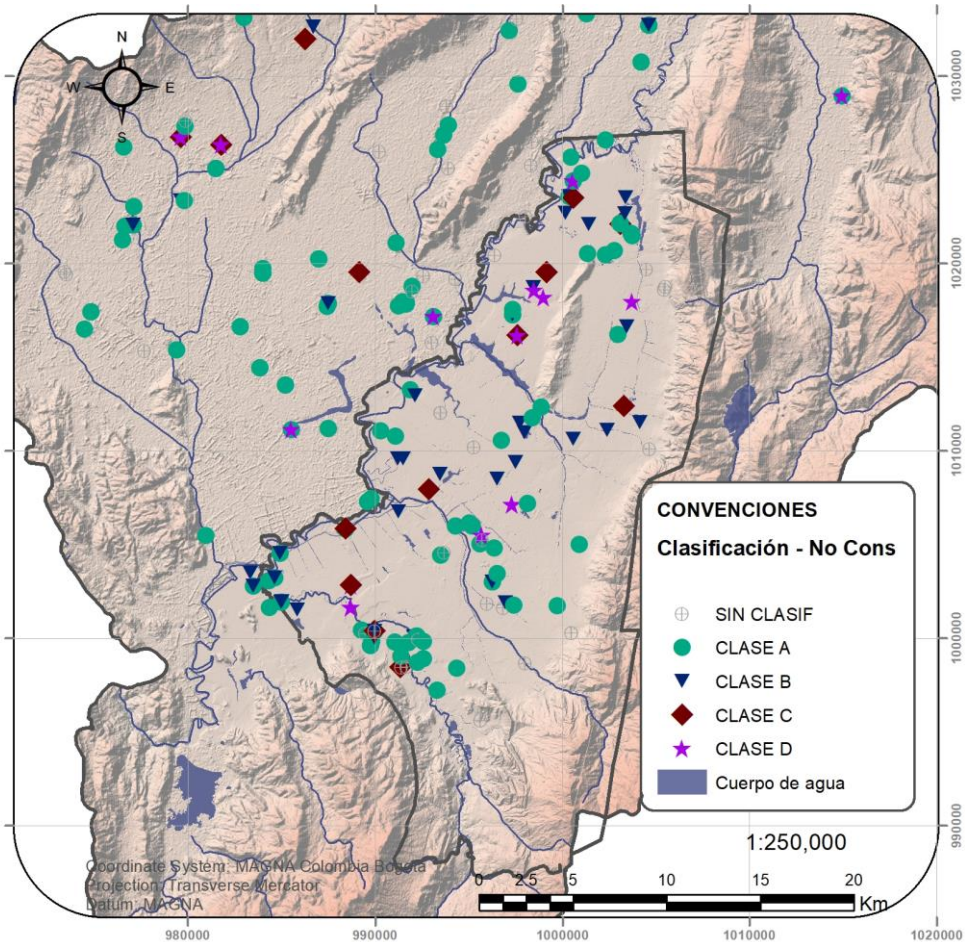 N
W
E
S
CONVENCIONES
Clasificación - No Cons
SIN CLASIF
CLASE A
CLASE B
CLASE C
CLASE D
Cuerpo de agua
1:250,000
0 2.5 5 10 15 20
Km
Coordinate System: MAGNA Colombia Bogota
Projection: Transverse Mercator
Datum: MAGNA
980000 990000 1000000 1010000 1020000
1030000
1020000
1010000
1000000
990000